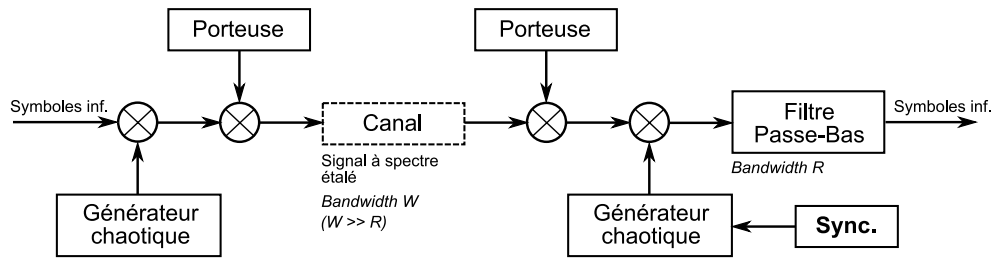 Porteuse
Porteuse
Symboles inf.
Canal
Filtre
Passe-Bas
Symboles inf.
Signal à spectre
étalé
Bandwidth W
(W >> R)
Bandwidth R
Générateur
chaotique
Générateur
chaotique
Sync.